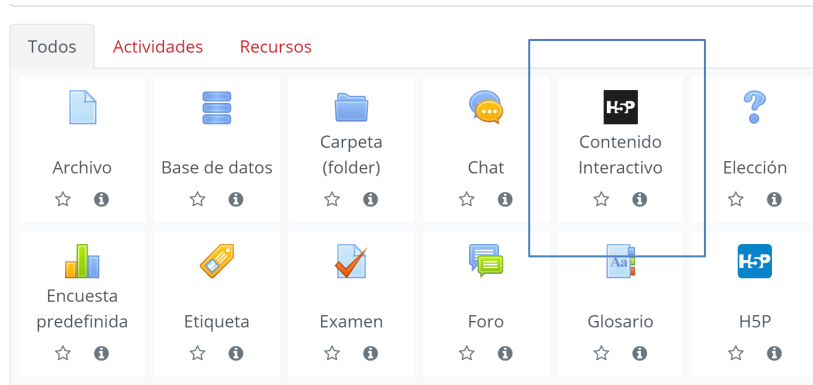 Todos Actividades Recursos
H5P
Archivo Base de datos Carpeta (folder) Chat Contenido Interactivo Elección
Aa H5P
Encuesta predefinida Etiqueta Examen Foro Glosario H5P